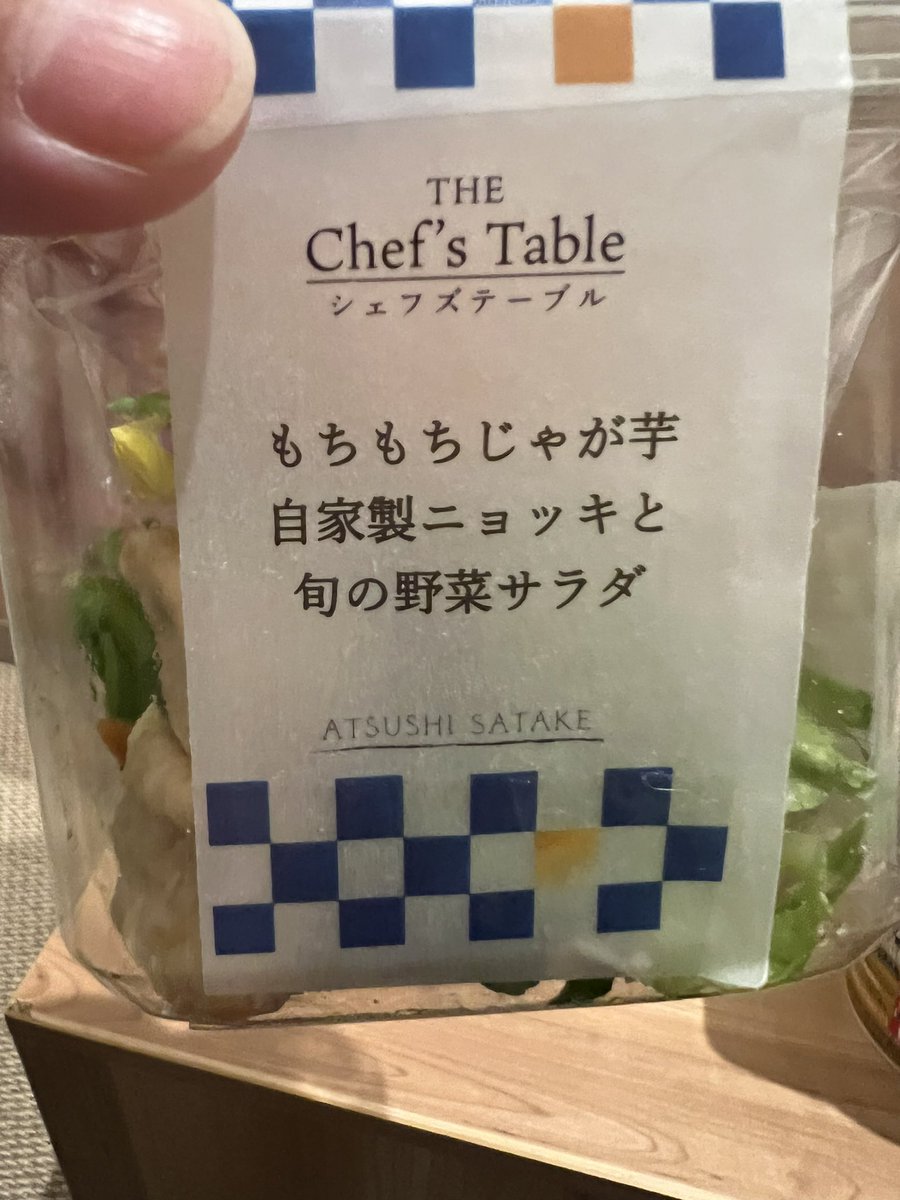 THE
Chef's Table
シェフズテーブル
もちもちじゃが芋
自家製ニョッキと
旬の野菜サラダ
ATSUSHI SATAKE